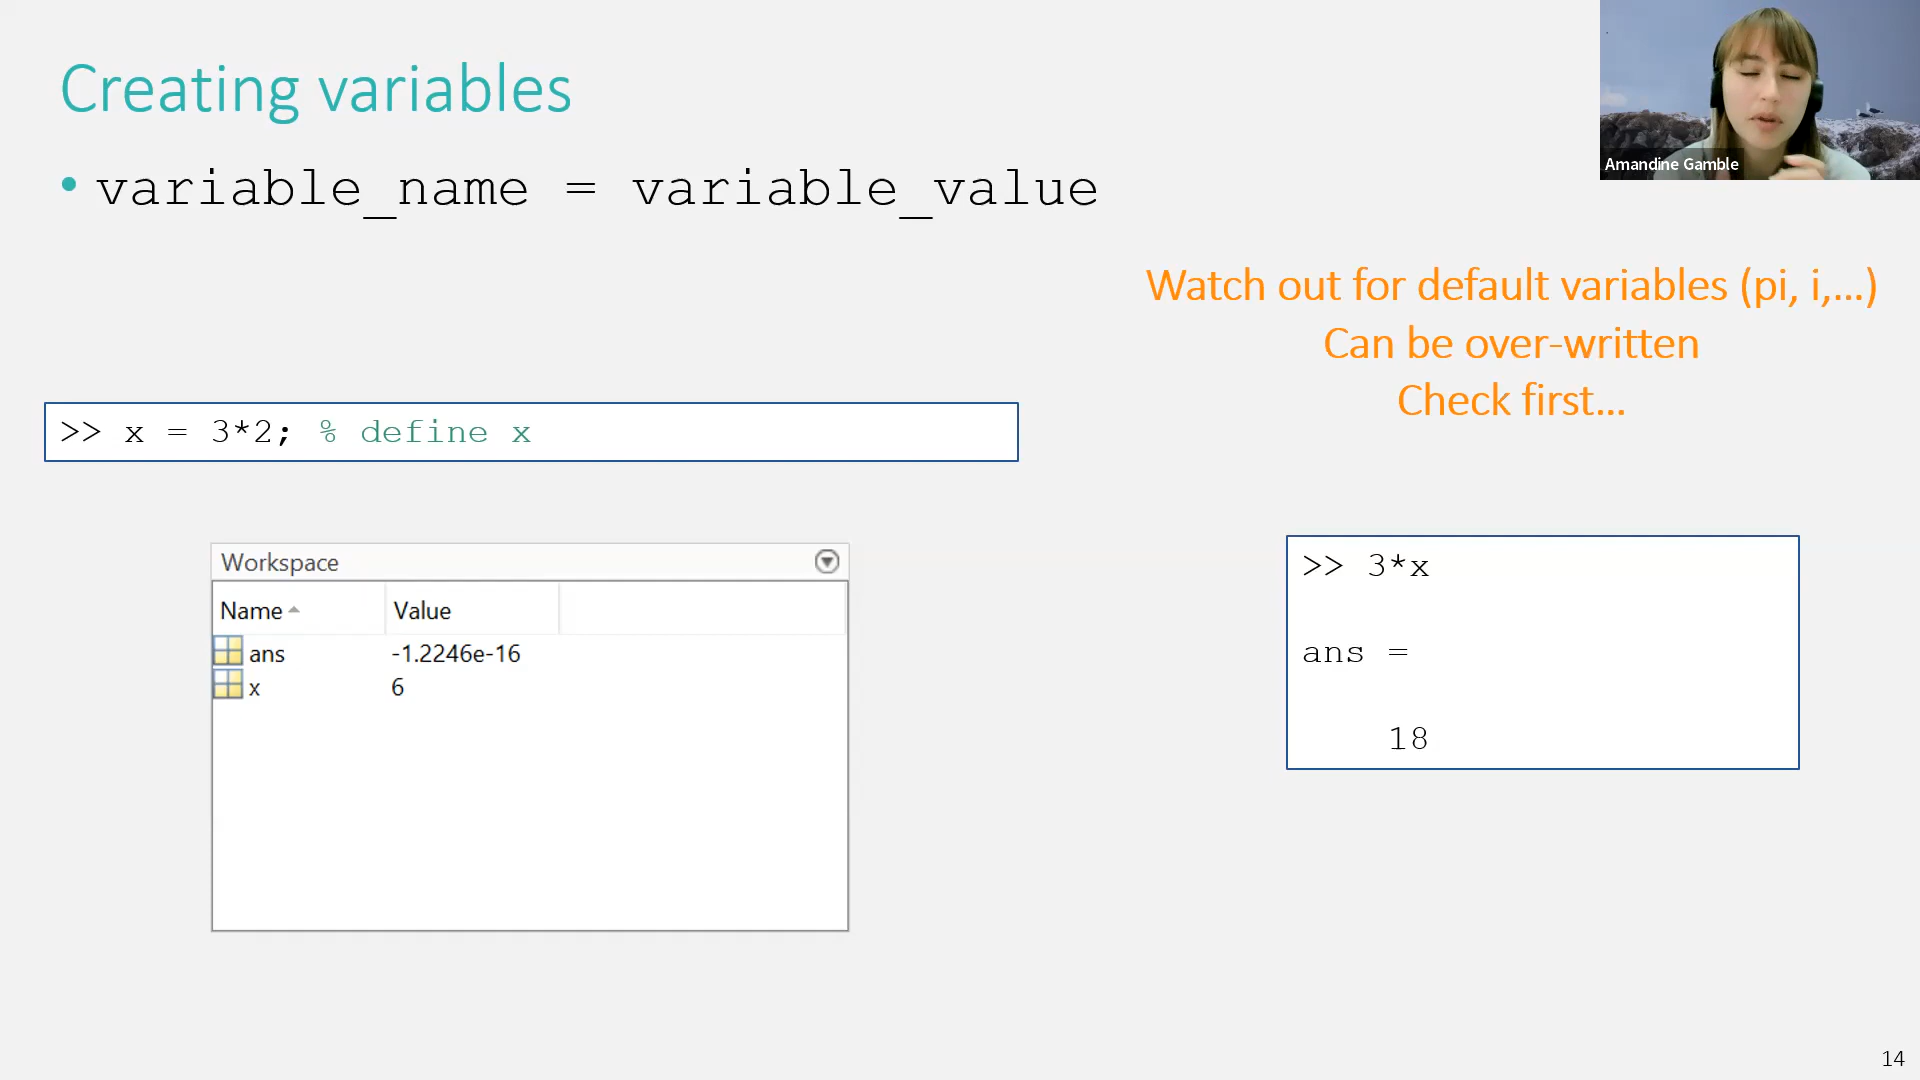 Creating variables
Amandine Gamble
• variable_name = variable_value
Watch out for default variables (pi, i,...)
Can be over-written
Check first...
>> x = 3*2; % define x
Workspace
Name Value
ans -1.2246e-16
x 6
>> 3*x
ans =
18
14